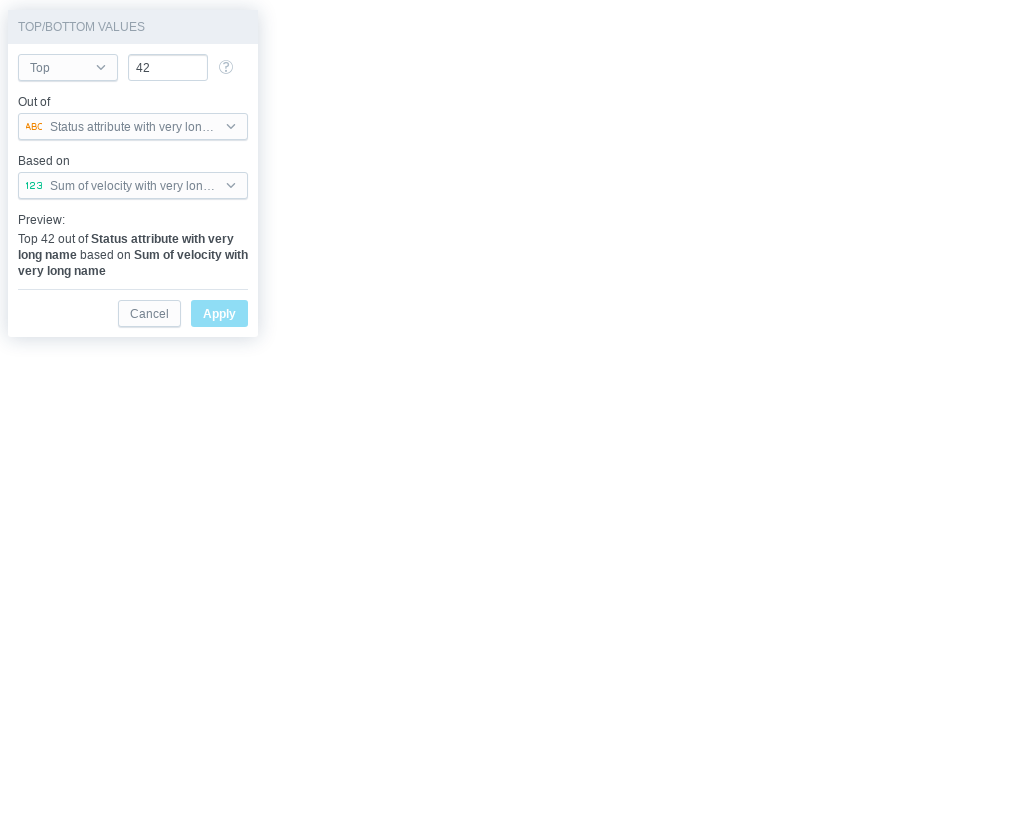 TOP/BOTTOM VALUES
Top 42
Out of
ABC Status attribute with very lon…
Based on
123 Sum of velocity with very lon…
Preview:
Top 42 out of Status attribute with very
long name based on Sum of velocity with
very long name
Cancel Apply